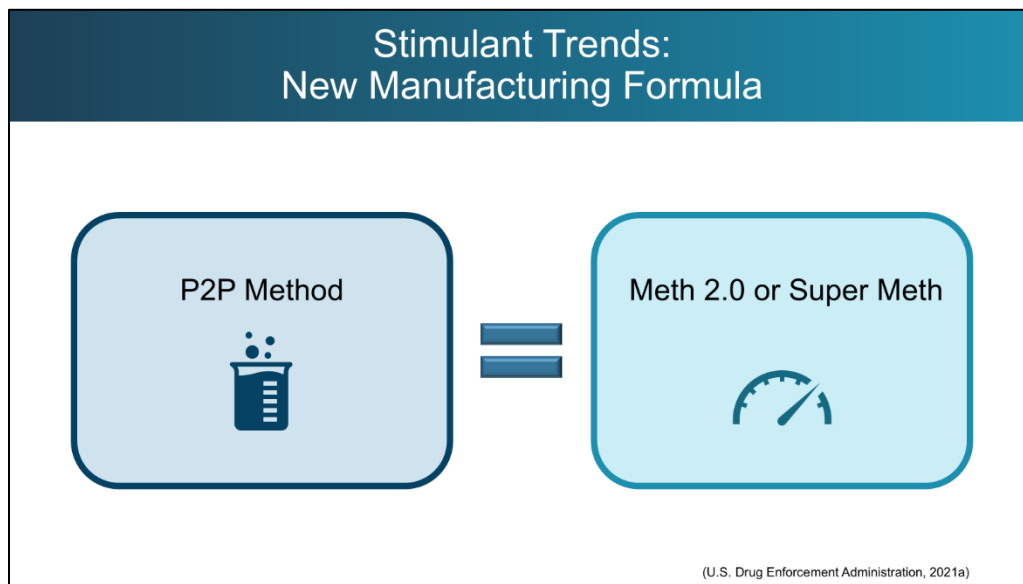 Stimulant Trends:
New Manufacturing Formula
P2P Method
Meth 2.0 or Super Meth
(U.S. Drug Enforcement Administration, 2021a)